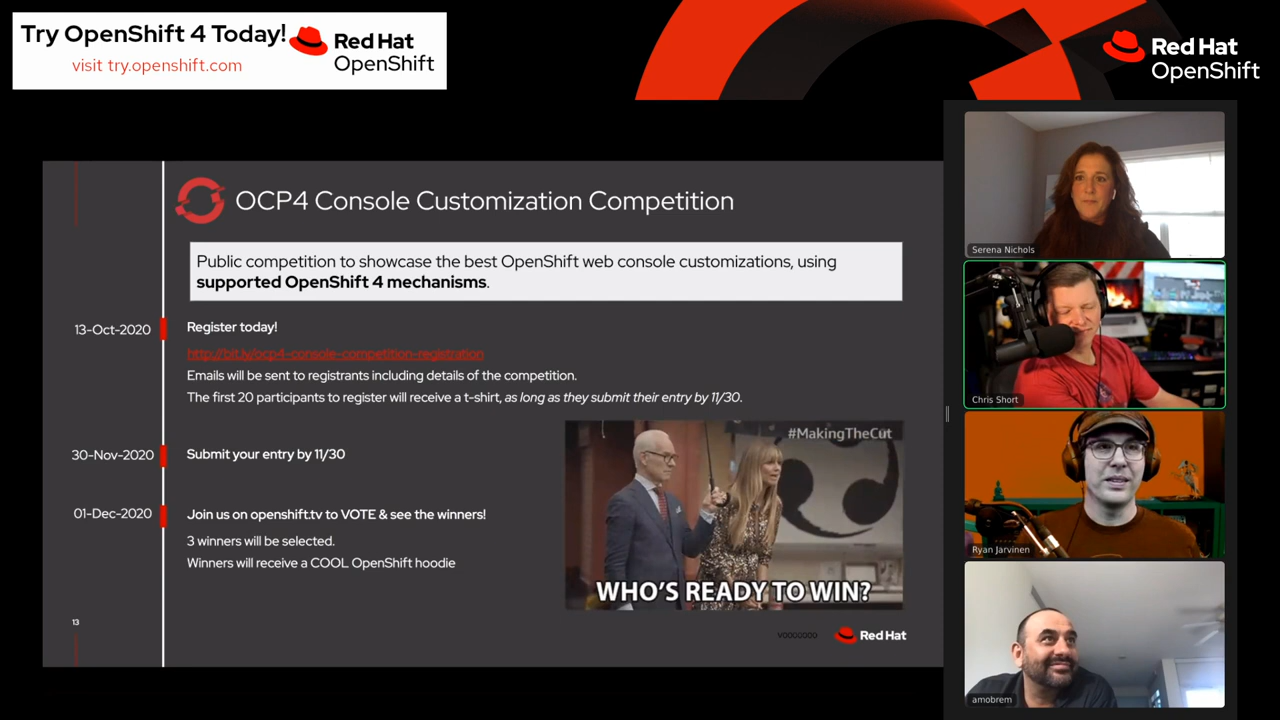 Try OpenShift 4 Today!
visit try.openshift.com
Red Hat
OpenShift
Red Hat
OpenShift
OCP4 Console Customization Competition
Public competition to showcase the best OpenShift web console customizations, using
supported OpenShift 4 mechanisms.
13-Oct-2020
Register today!
http://bit.ly/ocp4-console-competition-registration
Emails will be sent to registrants including details of the competition.
The first 20 participants to register will receive a t-shirt, as long as they submit their entry by 11/30.
30-Nov-2020
Submit your entry by 11/30
01-Dec-2020
Join us on openshift.tv to VOTE & see the winners!
3 winners will be selected.
Winners will receive a COOL OpenShift hoodie
#MakingTheCut
WHO'S READY TO WIN?
13
Red Hat
Serena Nichols
Chris Short
Ryan Jarvinen
amobrem